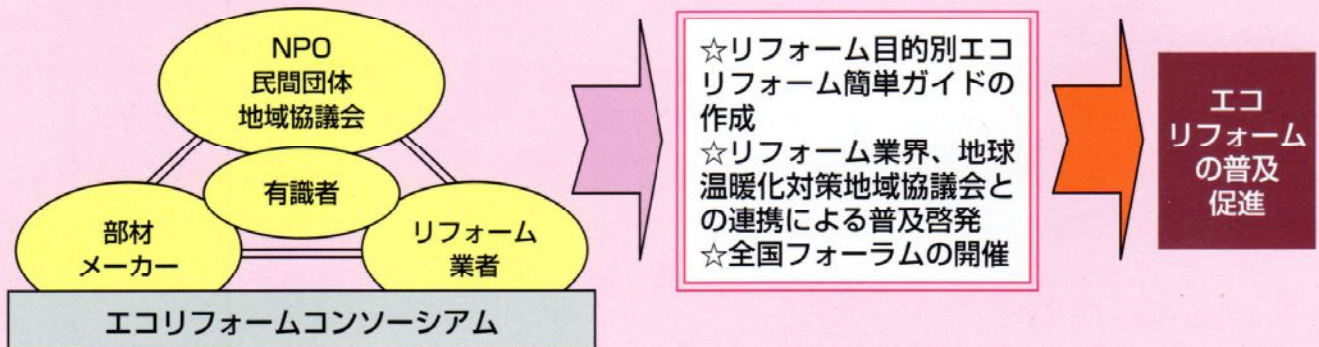 NPO
民間団体
地域協議会
有識者
部材
メーカー
リフォーム
業者
エコリフォームコンソーシアム
☆リフォーム目的別エコ
リフォーム簡単ガイドの
作成
☆リフォーム業界、地球
温暖化対策地域協議会と
の連携による普及啓発
☆全国フォーラムの開催
エコ
リフォーム
の普及
促進